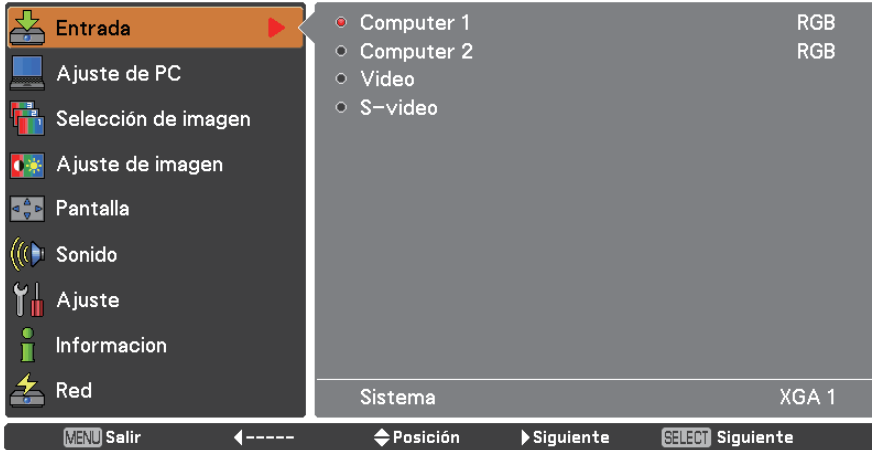 Entrada
Ajuste de PC
Selección de imagen
Ajuste de imagen
Pantalla
Sonido
Ajuste
Informacion
Red
Computer 1 RGB
Computer 2 RGB
Video
S-video
Sistema XGA 1
MENU Salir ----- Posición Siguiente SELECT Siguiente